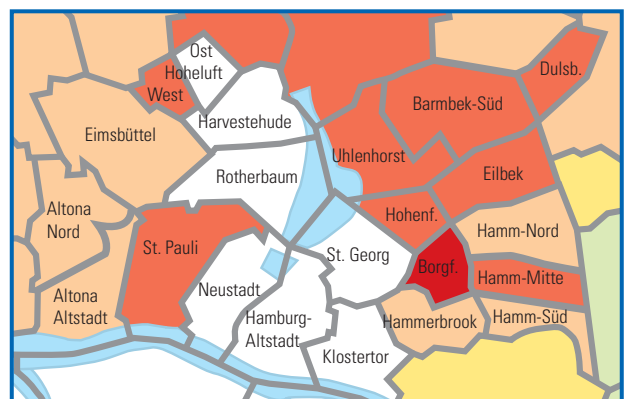 Ost
Hoheluft
West
Dulsb.
Barmbek-Süd
Harvestehude
Eimsbüttel
Uhlenhorst
Rotherbaum
Eilbek
Altona
Nord
Hohenf.
Hamm-Nord
St. Pauli
St. Georg
Borgf.
Hamm-Mitte
Neustadt
Altona
Altstadt
Hamburg-
Altstadt
Hammerbrook
Hamm-Süd
Klostertor